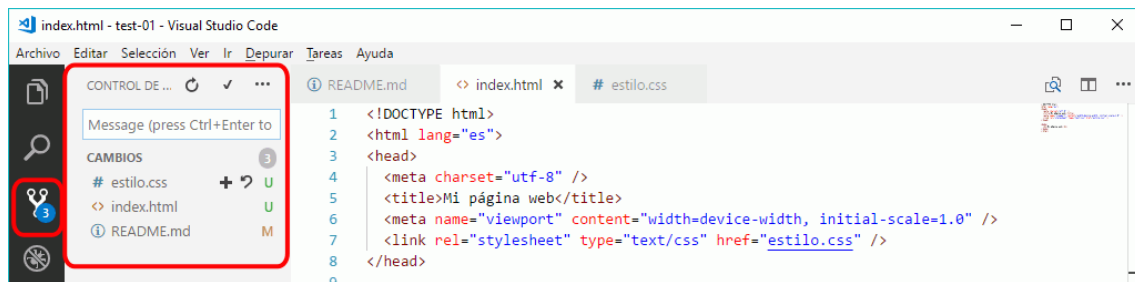 index.html - test-01 - Visual Studio Code
Archivo Editar Selección Ver Ir Depurar Tareas Ayuda
CONTROL DE ...
Message (press Ctrl+Enter to
CAMBIOS 3
# estilo.css U
<> index.html U
README.md M
3
README.md <> index.html # estilo.css
1 <!DOCTYPE html>
2 <html lang="es">
3 <head>
4 <meta charset="utf-8" />
5 <title>Mi página web</title>
6 <meta name="viewport" content="width=device-width, initial-scale=1.0" />
7 <link rel="stylesheet" type="text/css" href="estilo.css" />
8 </head>